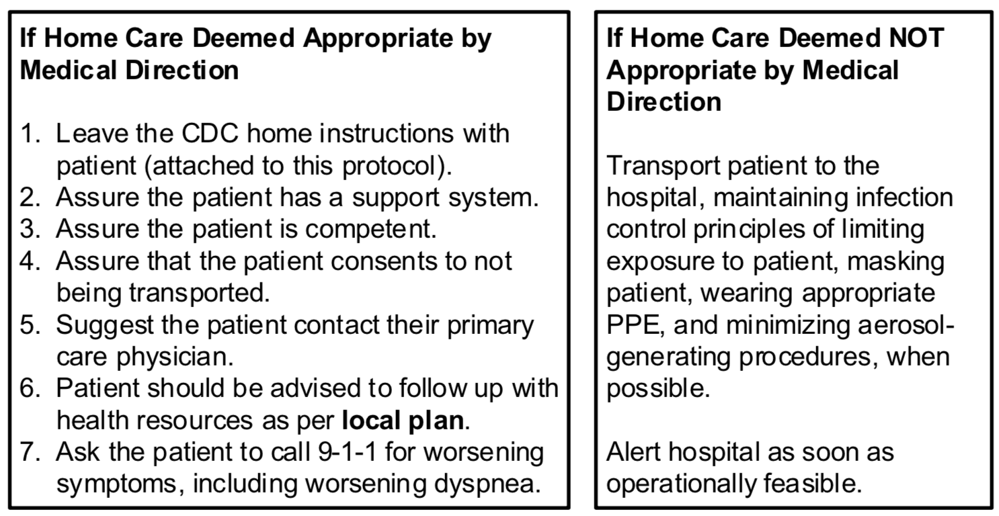 If Home Care Deemed Appropriate by
Medical Direction
1. Leave the CDC home instructions with
patient (attached to this protocol).
2. Assure the patient has a support system.
3. Assure the patient is competent.
4. Assure that the patient consents to not
being transported.
5. Suggest the patient contact their primary
care physician.
6. Patient should be advised to follow up with
health resources as per local plan.
7. Ask the patient to call 9-1-1 for worsening
symptoms, including worsening dyspnea.
If Home Care Deemed NOT
Appropriate by Medical
Direction
Transport patient to the
hospital, maintaining infection
control principles of limiting
exposure to patient, masking
patient, wearing appropriate
PPE, and minimizing aerosol-
generating procedures, when
possible.
Alert hospital as soon as
operationally feasible.